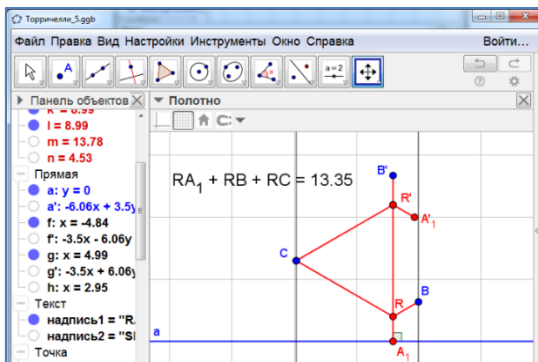 Торричелли_5.ggb
Файл Правка Вид Настройки Инструменты Окно Справка Войти...
A
a=2
Панель объектов
Полотно
l = 8.99
m = 13.78
n = 4.53
Прямая
a: y = 0
a': -6.06x + 3.5y
f: x = -4.84
f': -3.5x - 6.06y
g: x = 4.99
g': -3.5x + 6.06y
h: x = 2.95
Текст
надпись1 = "R
надпись2 = "S
Точка
RA₁ + RB + RC = 13.35
B'
R'
A'₁
C
B
R
a
A₁